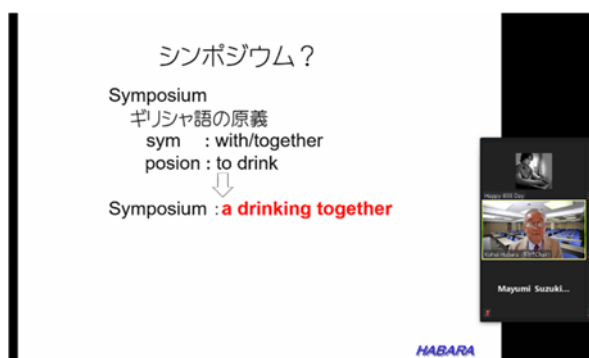 シンポジウム？
Symposium
ギリシャ語の原義
sym : with/together
posion : to drink
Symposium : a drinking together
HABARA
Mayumi Suzuki...